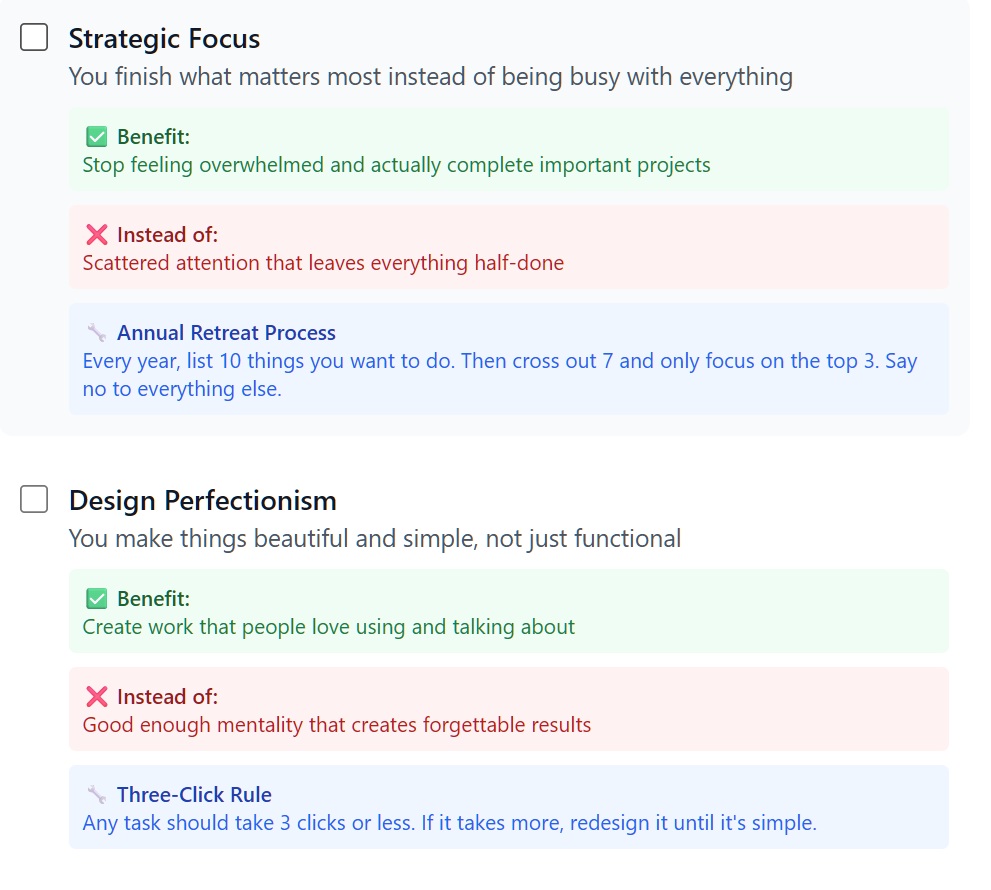 Strategic Focus
You finish what matters most instead of being busy with everything
✅ Benefit:
Stop feeling overwhelmed and actually complete important projects
❌ Instead of:
Scattered attention that leaves everything half-done
🔧 Annual Retreat Process
Every year, list 10 things you want to do. Then cross out 7 and only focus on the top 3. Say
no to everything else.
Design Perfectionism
You make things beautiful and simple, not just functional
✅ Benefit:
Create work that people love using and talking about
❌ Instead of:
Good enough mentality that creates forgettable results
🔧 Three-Click Rule
Any task should take 3 clicks or less. If it takes more, redesign it until it's simple.